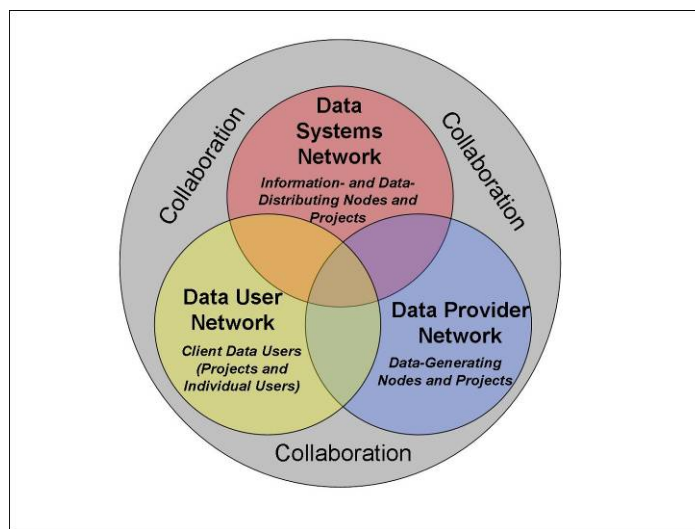 Collaboration
Collaboration
Data
Systems
Network
Information- and Data-
Distributing Nodes and
Projects
Data User
Network
Client Data Users
(Projects and
Individual Users)
Data Provider
Network
Data-Generating
Nodes and Projects
Collaboration